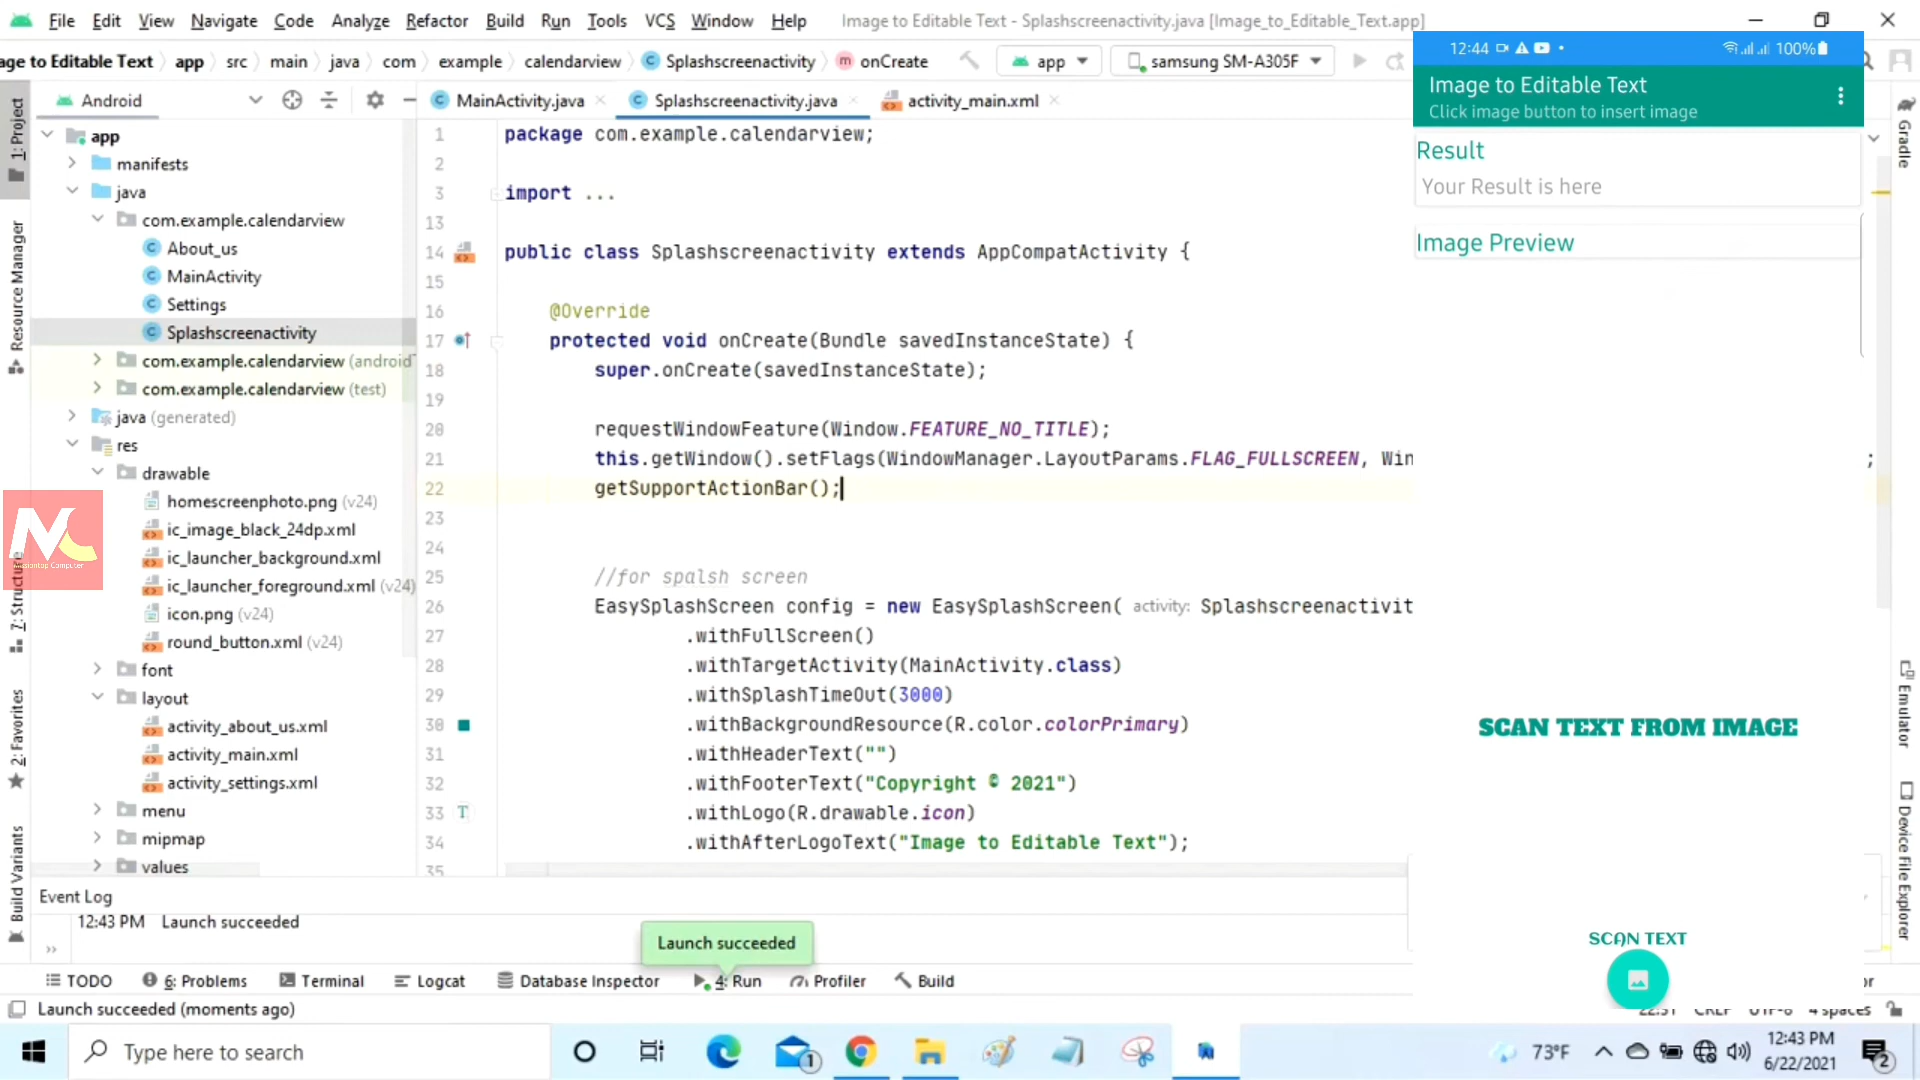 File Edit View Navigate Code Analyze Refactor Build Run Tools VCS Window Help Image to Editable Text - Splashscreenactivity.java [Image_to_Editable_Text.app]
age to Editable Text app src main java com example calendarview Splashscreenactivity onCreate app samsung SM-A305F
12:44 100%
Image to Editable Text
Click image button to insert image
Result
Your Result is here
Image Preview
SCAN TEXT FROM IMAGE
SCAN TEXT
Android
MainActivity.java Splashscreenactivity.java activity_main.xml
1: Project
Resource Manager
7: Structure
2: Favorites
Build Variants
app
manifests
java
com.example.calendarview
About_us
MainActivity
Settings
Splashscreenactivity
com.example.calendarview (android
com.example.calendarview (test)
java (generated)
res
drawable
homescreenphoto.png (v24)
ic_image_black_24dp.xml
ic_launcher_background.xml
ic_launcher_foreground.xml (v24)
icon.png (v24)
round_button.xml (v24)
font
layout
activity_about_us.xml
activity_main.xml
activity_settings.xml
menu
mipmap
values
1 package com.example.calendarview;
2
3 import ...
13
14 public class Splashscreenactivity extends AppCompatActivity {
15
16 @Override
17 protected void onCreate(Bundle savedInstanceState) {
18 super.onCreate(savedInstanceState);
19
20 requestWindowFeature(Window.FEATURE_NO_TITLE);
21 this.getWindow().setFlags(WindowManager.LayoutParams.FLAG_FULLSCREEN, Win ;
22 getSupportActionBar();
23
24
25 //for spalsh screen
26 EasySplashScreen config = new EasySplashScreen( activity: Splashscreenactivit
27 .withFullScreen()
28 .withTargetActivity(MainActivity.class)
29 .withSplashTimeOut(3000)
30 .withBackgroundResource(R.color.colorPrimary)
31 .withHeaderText("")
32 .withFooterText("Copyright © 2021")
33 .withLogo(R.drawable.icon)
34 .withAfterLogoText("Image to Editable Text");
35
Gradle
Emulator
Device File Explorer
MC
Event Log
12:43 PM Launch succeeded
Launch succeeded
TODO 6: Problems Terminal Logcat Database Inspector 4: Run Profiler Build or
Launch succeeded (moments ago) 22:31 CRLF UTF-8 4 spaces
Type here to search
1
73°F
12:43 PM
6/22/2021
2